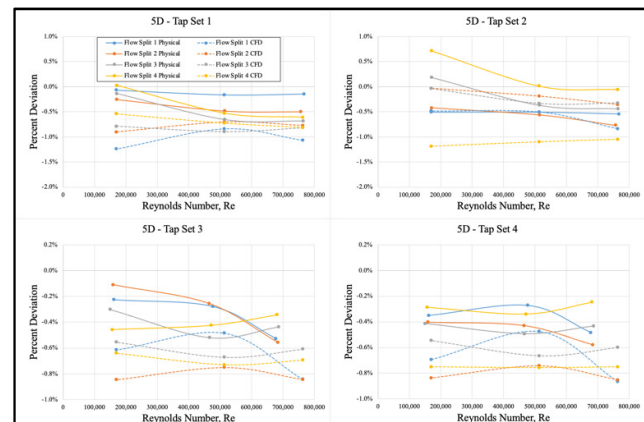 5D - Tap Set 1
1.0%
0.5%
0.0%
-0.5%
-1.0%
-1.5%
-2.0%
Percent Deviation
Flow Split 1 Physical
Flow Split 1 CFD
Flow Split 2 Physical
Flow Split 2 CFD
Flow Split 3 Physical
Flow Split 3 CFD
Flow Split 4 Physical
Flow Split 4 CFD
0 100,000 200,000 300,000 400,000 500,000 600,000 700,000 800,000
Reynolds Number, Re
5D - Tap Set 2
1.0%
0.5%
0.0%
-0.5%
-1.0%
-1.5%
-2.0%
Percent Deviation
0 100,000 200,000 300,000 400,000 500,000 600,000 700,000 800,000
Reynolds Number, Re
5D - Tap Set 3
0.2%
0.0%
-0.2%
-0.4%
-0.6%
-0.8%
-1.0%
Percent Deviation
0 100,000 200,000 300,000 400,000 500,000 600,000 700,000 800,000
Reynolds Number, Re
5D - Tap Set 4
0.2%
0.0%
-0.2%
-0.4%
-0.6%
-0.8%
-1.0%
Percent Deviation
0 100,000 200,000 300,000 400,000 500,000 600,000 700,000 800,000
Reynolds Number, Re